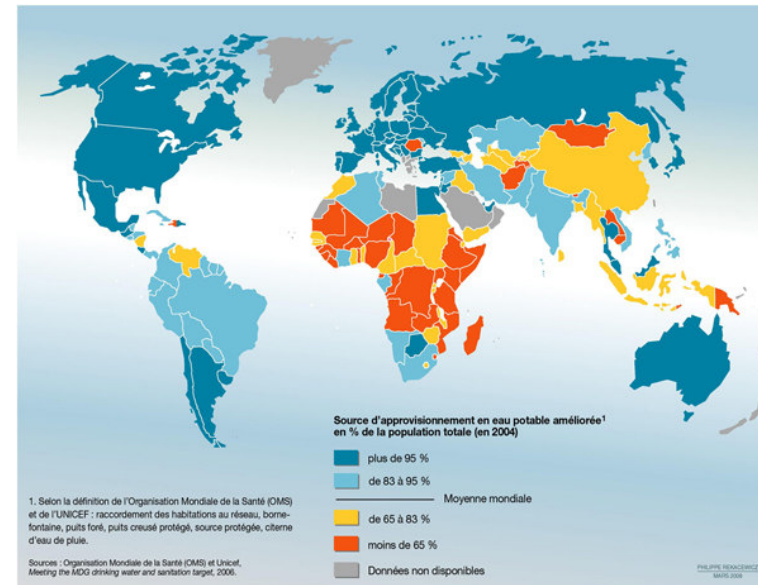 Source d'approvisionnement en eau potable améliorée¹
en % de la population totale (en 2004)
plus de 95 %
de 83 à 95 %
Moyenne mondiale
de 65 à 83 %
moins de 65 %
Données non disponibles
1. Selon la définition de l'Organisation Mondiale de la Santé (OMS)
et de l'UNICEF : raccordement des habitations au réseau, borne-
fontaine, puits foré, puits creusé protégé, source protégée, citerne
d'eau de pluie.
Sources : Organisation Mondiale de la Santé (OMS) et Unicef,
Meeting the MDG drinking water and sanitation target, 2006.
PHILIPPE REKACEWICZ
MARS 2008